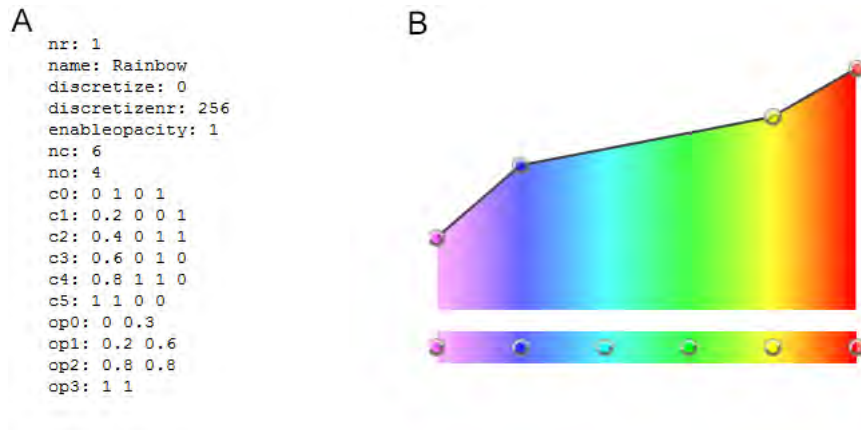 A
B
nr: 1
name: Rainbow
discretize: 0
discretizenr: 256
enableopacity: 1
nc: 6
no: 4
c0: 0 1 0 1
c1: 0.2 0 0 1
c2: 0.4 0 1 1
c3: 0.6 0 1 0
c4: 0.8 1 1 0
c5: 1 1 0 0
op0: 0 0.3
op1: 0.2 0.6
op2: 0.8 0.8
op3: 1 1